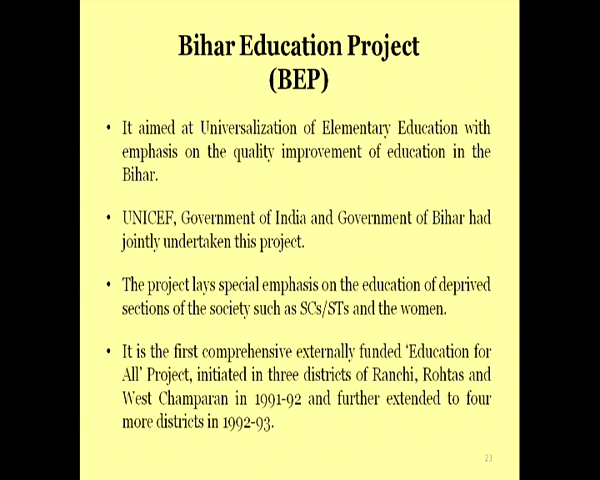 Bihar Education Project
(BEP)
• It aimed at Universalization of Elementary Education with
emphasis on the quality improvement of education in the
Bihar.
• UNICEF, Government of India and Government of Bihar had
jointly undertaken this project.
• The project lays special emphasis on the education of deprived
sections of the society such as SCs/STs and the women.
• It is the first comprehensive externally funded ‘Education for
All’ Project, initiated in three districts of Ranchi, Rohtas and
West Champaran in 1991-92 and further extended to four
more districts in 1992-93.
23